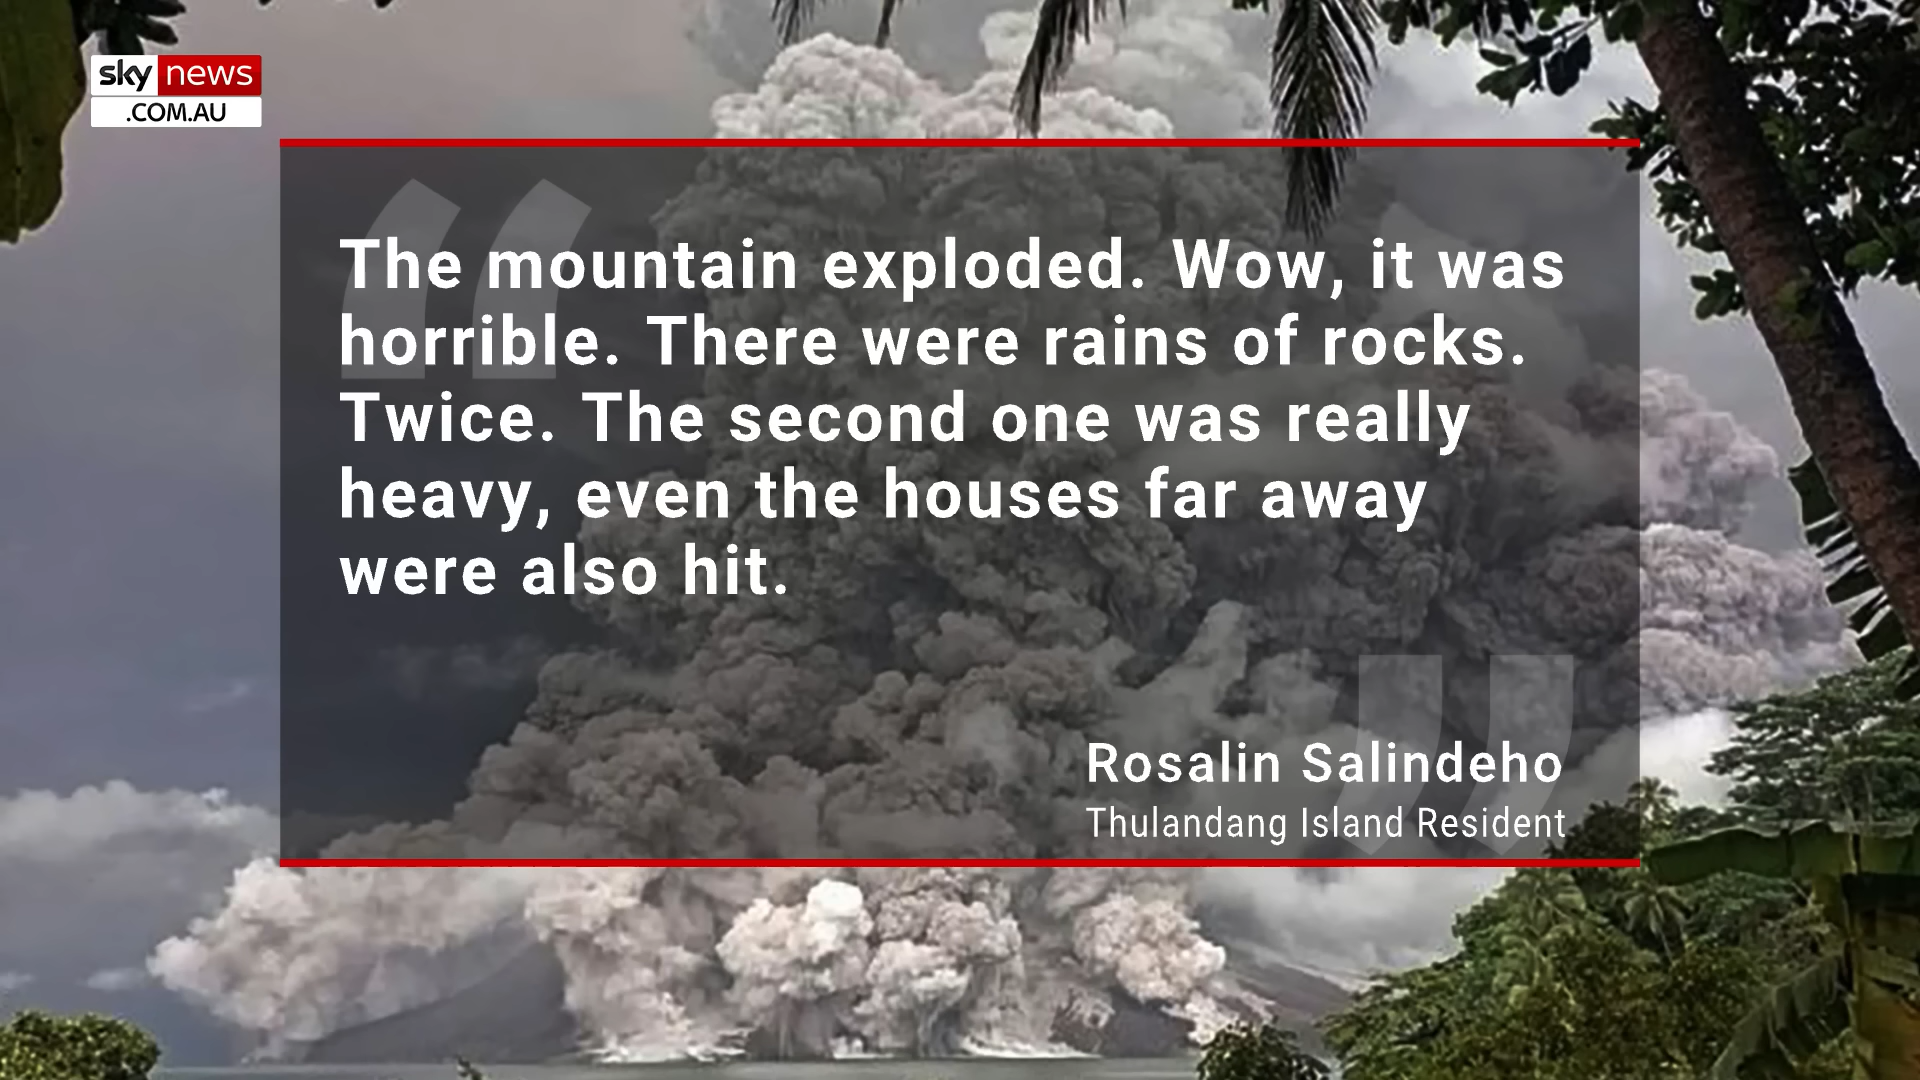 sky news
.COM.AU
The mountain exploded. Wow, it was
horrible. There were rains of rocks.
Twice. The second one was really
heavy, even the houses far away
were also hit.
Rosalin Salindeho
Thulandang Island Resident